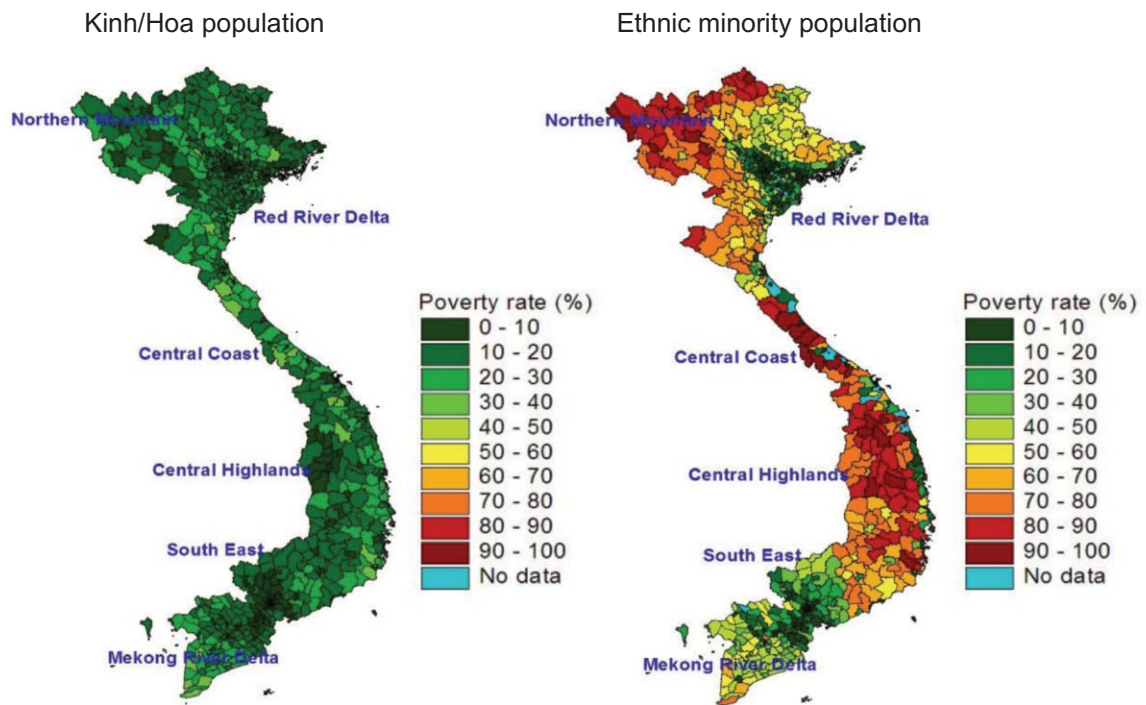 Kinh/Hoa population
Northern Mountain
Red River Delta
Central Coast
Central Highlands
South East
Mekong River Delta
Poverty rate (%)
0 - 10
10 - 20
20 - 30
30 - 40
40 - 50
50 - 60
60 - 70
70 - 80
80 - 90
90 - 100
No data
Ethnic minority population
Northern Mountain
Red River Delta
Central Coast
Central Highlands
South East
Mekong River Delta
Poverty rate (%)
0 - 10
10 - 20
20 - 30
30 - 40
40 - 50
50 - 60
60 - 70
70 - 80
80 - 90
90 - 100
No data